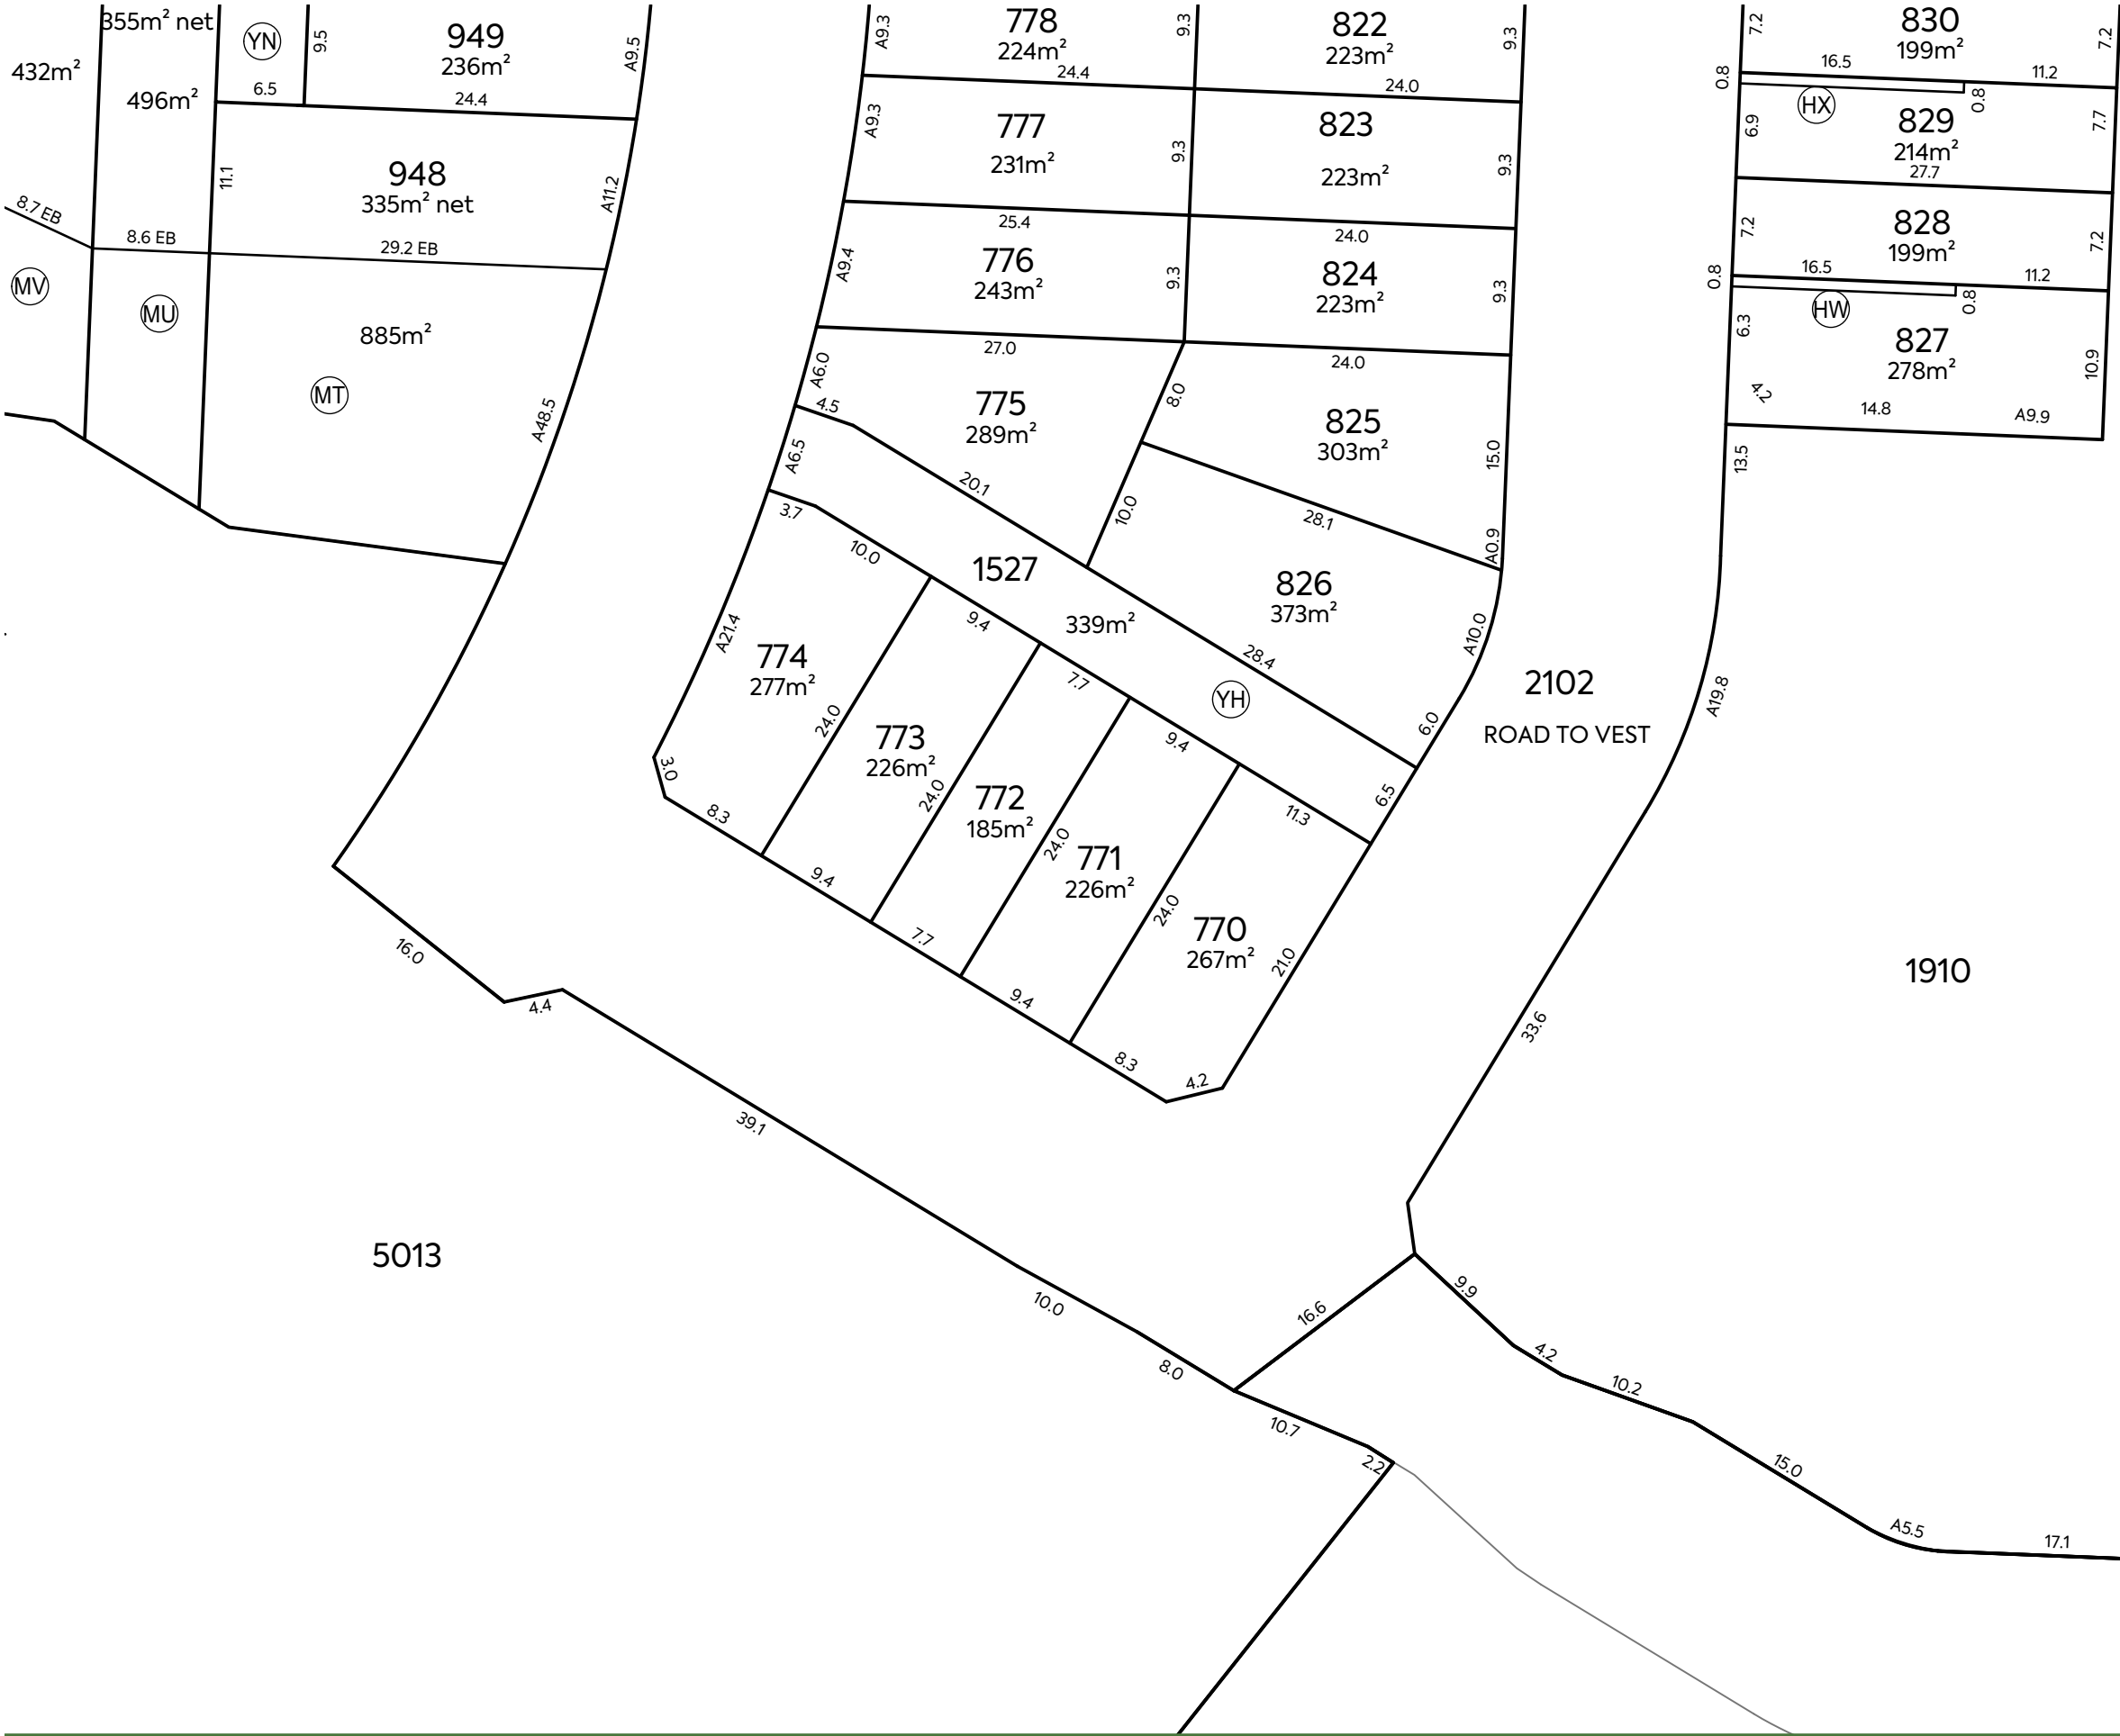 355m² net
432m²
496m²
YN
9.5
949
236m²
A9.5
6.5
24.4
11.1
948
335m² net
A11.2
8.7 EB
8.6 EB
29.2 EB
MV
MU
885m²
MT
A48.5
A9.3
778
224m²
9.3
822
223m²
9.3
24.4
24.0
A9.3
777
231m²
9.3
823
223m²
9.3
25.4
24.0
A9.4
776
243m²
9.3
824
223m²
9.3
27.0
24.0
A6.0
4.5
775
289m²
8.0
825
303m²
15.0
A6.5
20.1
10.0
28.1
A0.9
3.7
10.0
1527
339m²
826
373m²
A10.0
9.4
28.4
YH
6.0
7.7
9.4
6.5
11.3
A21.4
774
277m²
24.0
773
226m²
24.0
772
185m²
24.0
771
226m²
24.0
770
267m²
21.0
3.0
8.3
9.4
7.7
9.4
8.3
4.2
7.2
830
199m²
7.2
0.8
16.5
11.2
HX
0.8
6.9
829
214m²
7.7
27.7
7.2
828
199m²
7.2
0.8
16.5
11.2
HW
0.8
6.3
827
278m²
10.9
4.2
14.8
A9.9
13.5
2102
ROAD TO VEST
A19.8
1910
33.6
16.0
4.4
39.1
5013
10.0
8.0
16.6
9.9
4.2
10.2
10.7
2.2
15.0
A5.5
17.1